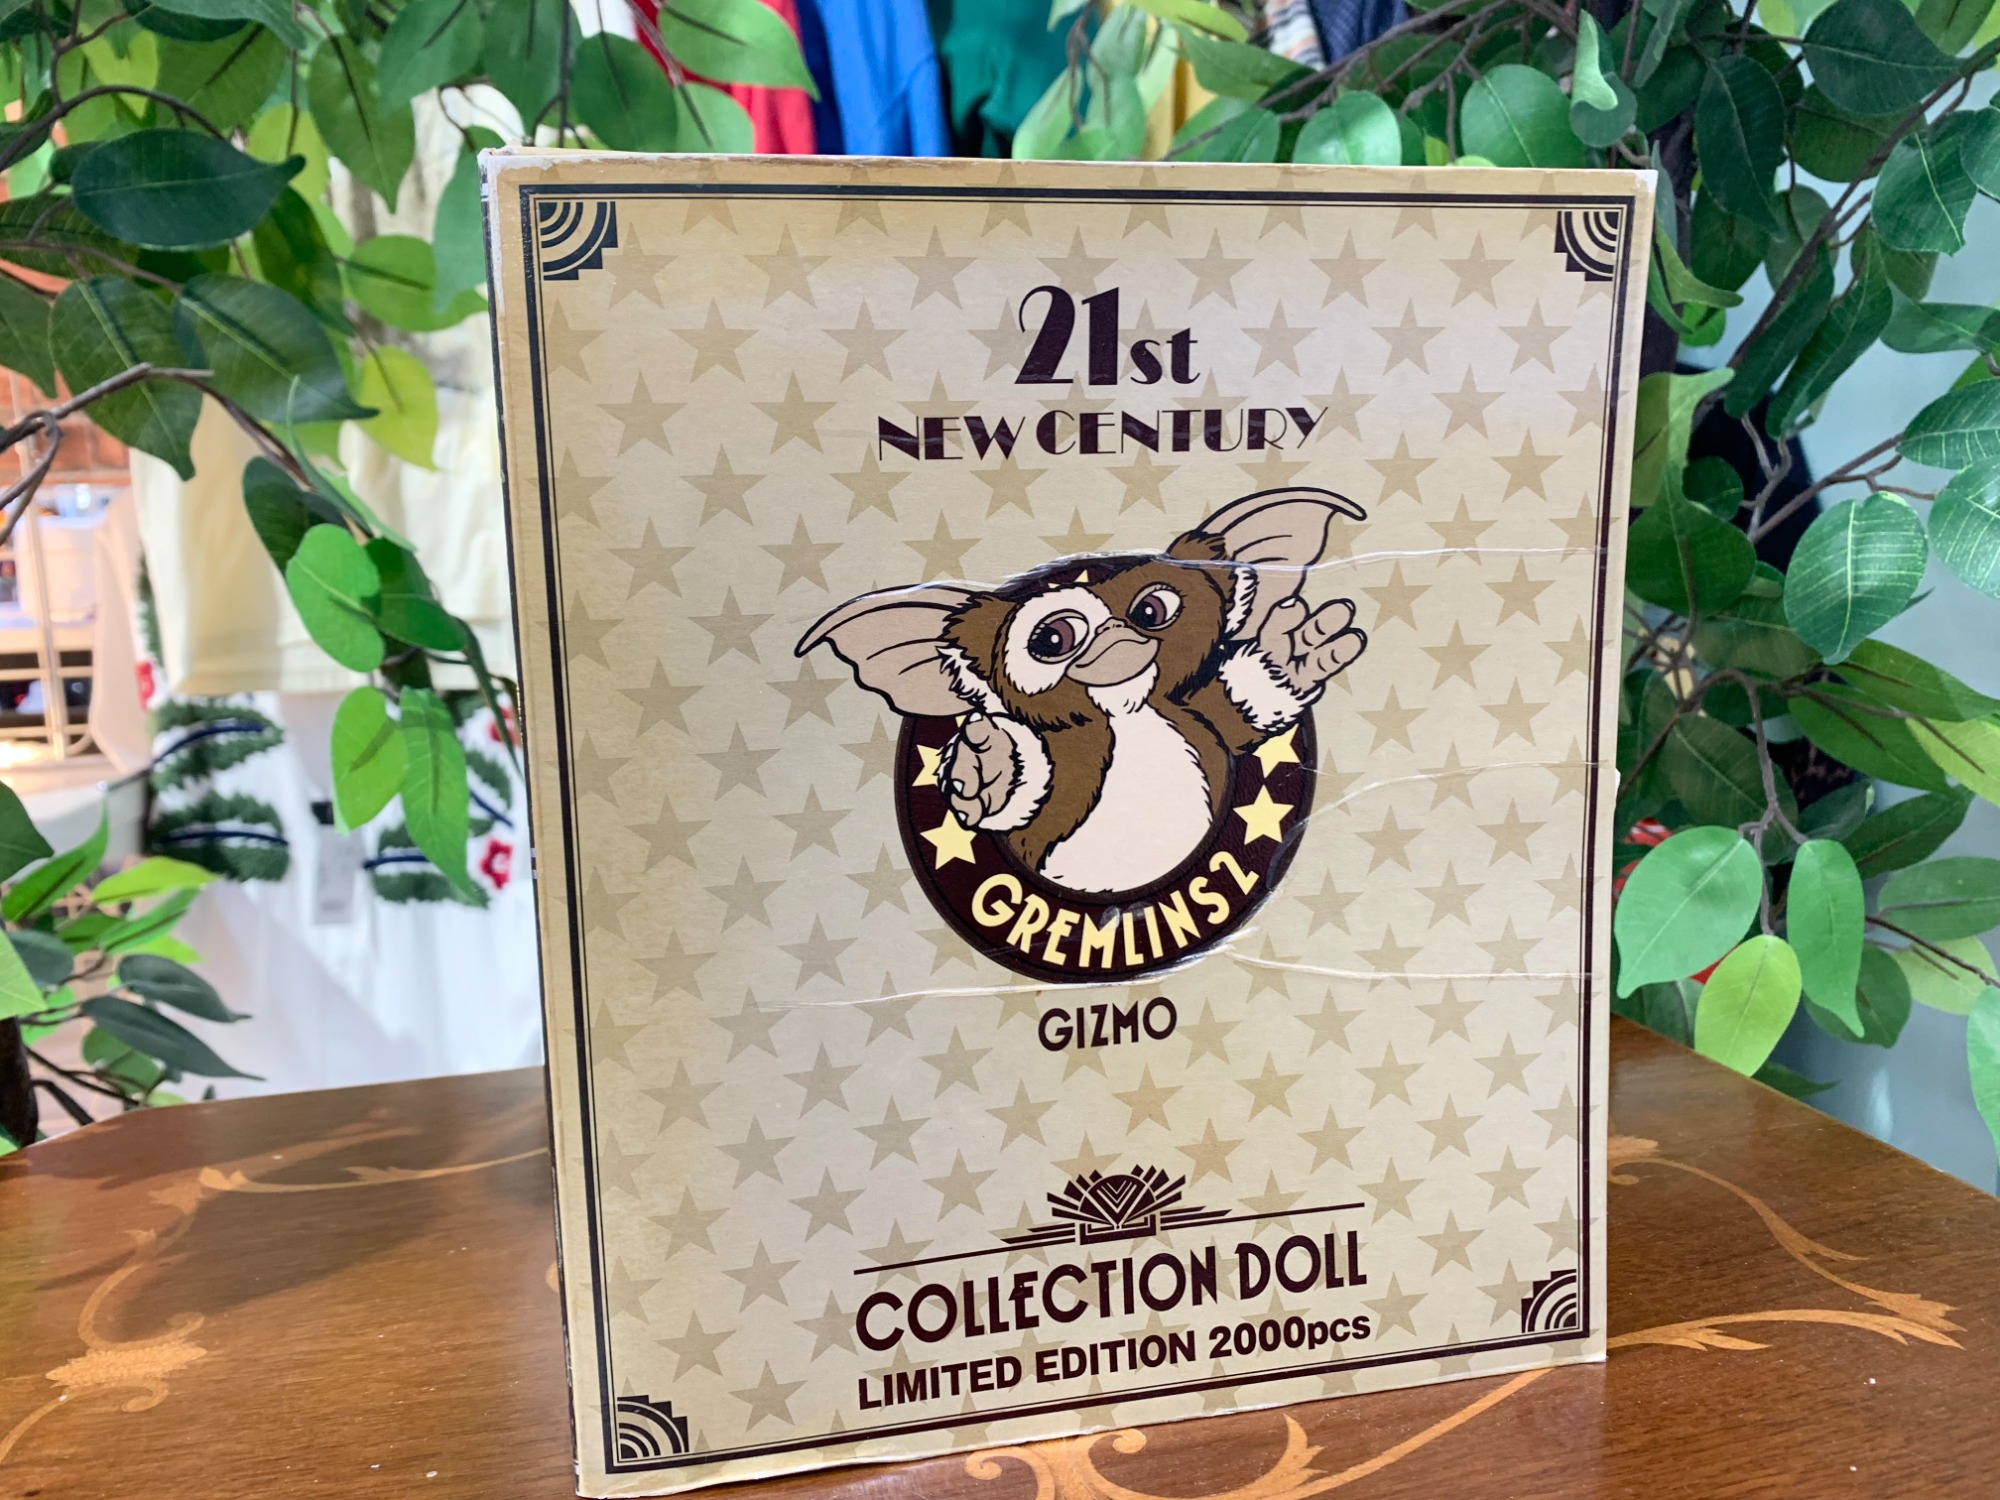 21st
NEW CENTURY
GREMLINS 2
GIZMO
COLLECTION DOLL
LIMITED EDITION 2000pcs